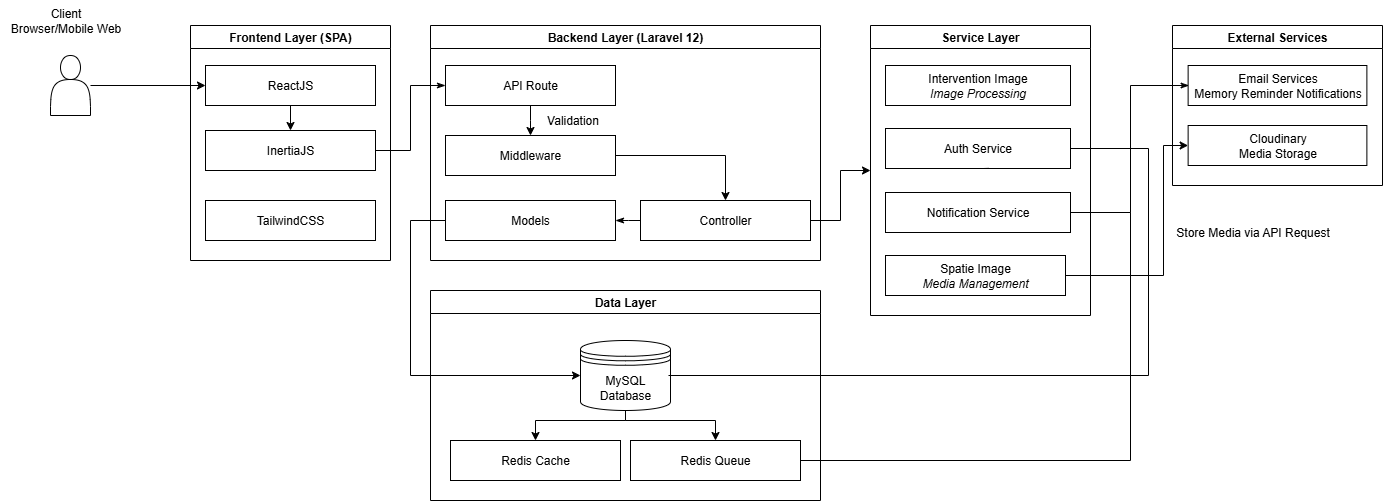 Client
Browser/Mobile Web
Frontend Layer (SPA)
ReactJS
InertiaJS
TailwindCSS
Backend Layer (Laravel 12)
API Route
Validation
Middleware
Models
Controller
Data Layer
MySQL
Database
Redis Cache
Redis Queue
Service Layer
Intervention Image
Image Processing
Auth Service
Notification Service
Spatie Image
Media Management
External Services
Email Services
Memory Reminder Notifications
Cloudinary
Media Storage
Store Media via API Request